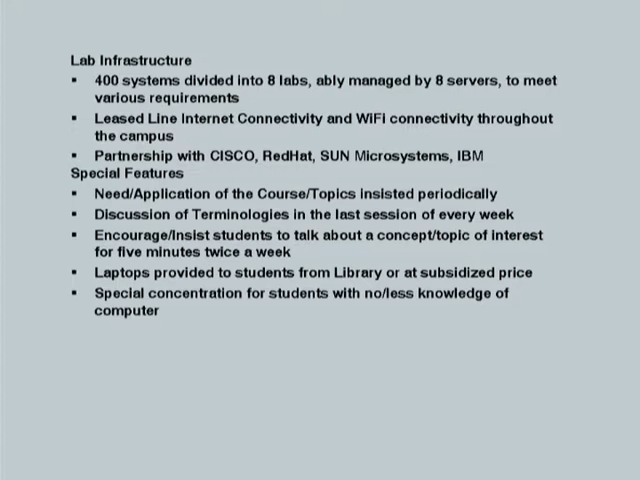 Lab Infrastructure
▪ 400 systems divided into 8 labs, ably managed by 8 servers, to meet
various requirements
▪ Leased Line Internet Connectivity and WiFi connectivity throughout
the campus
▪ Partnership with CISCO, RedHat, SUN Microsystems, IBM
Special Features
▪ Need/Application of the Course/Topics insisted periodically
▪ Discussion of Terminologies in the last session of every week
▪ Encourage/Insist students to talk about a concept/topic of interest
for five minutes twice a week
▪ Laptops provided to students from Library or at subsidized price
▪ Special concentration for students with no/less knowledge of
computer